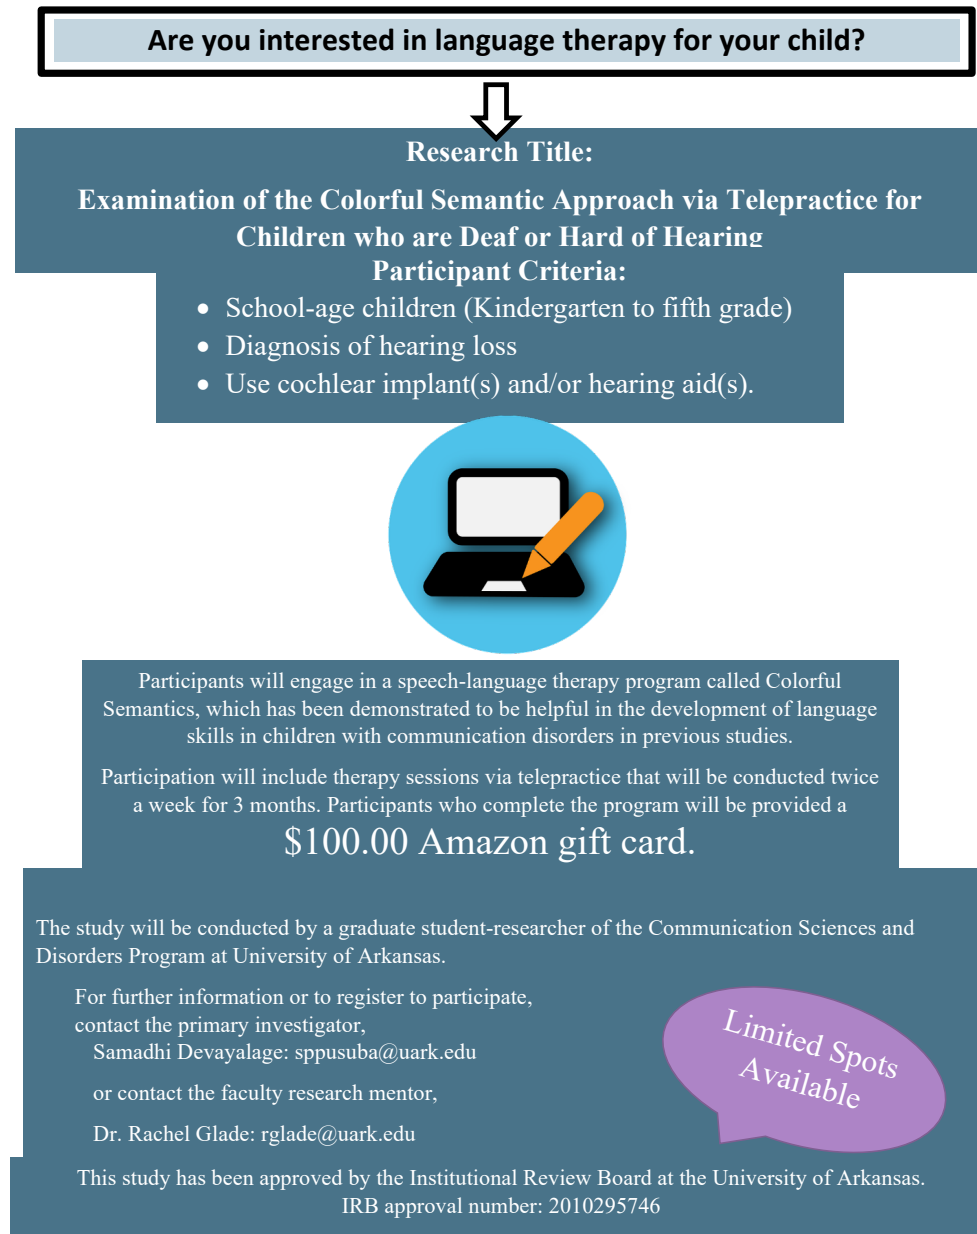 Are you interested in language therapy for your child?
Research Title:
Examination of the Colorful Semantic Approach via Telepractice for
Children who are Deaf or Hard of Hearing
Participant Criteria:
• School-age children (Kindergarten to fifth grade)
• Diagnosis of hearing loss
• Use cochlear implant(s) and/or hearing aid(s).
Participants will engage in a speech-language therapy program called Colorful
Semantics, which has been demonstrated to be helpful in the development of language
skills in children with communication disorders in previous studies.
Participation will include therapy sessions via telepractice that will be conducted twice
a week for 3 months. Participants who complete the program will be provided a
$100.00 Amazon gift card.
The study will be conducted by a graduate student-researcher of the Communication Sciences and
Disorders Program at University of Arkansas.
For further information or to register to participate,
contact the primary investigator,
Samadhi Devayalage: sppusuba@uark.edu
or contact the faculty research mentor,
Dr. Rachel Glade: rglade@uark.edu
Limited Spots
Available
This study has been approved by the Institutional Review Board at the University of Arkansas.
IRB approval number: 2010295746